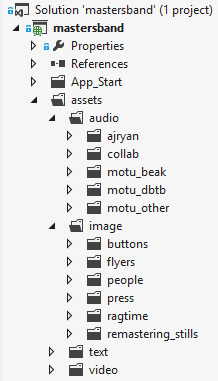 Solution 'mastersband' (1 project)
mastersband
Properties
References
App_Start
assets
audio
ajryan
collab
motu_beak
motu_dbtb
motu_other
image
buttons
flyers
people
press
ragtime
remastering_stills
text
video